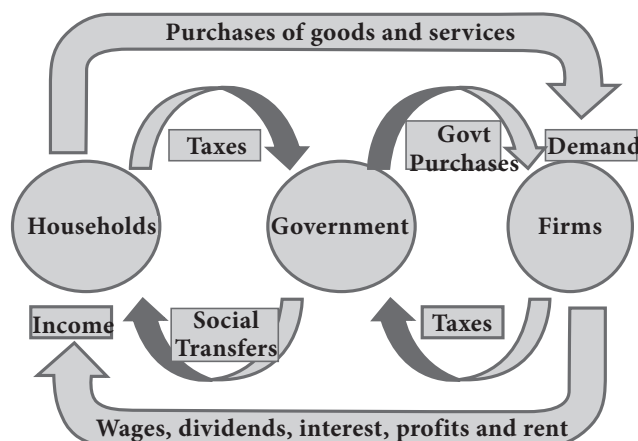 Purchases of goods and services
Taxes
Govt
Purchases
Demand
Households
Government
Firms
Income
Social
Transfers
Taxes
Wages, dividends, interest, profits and rent